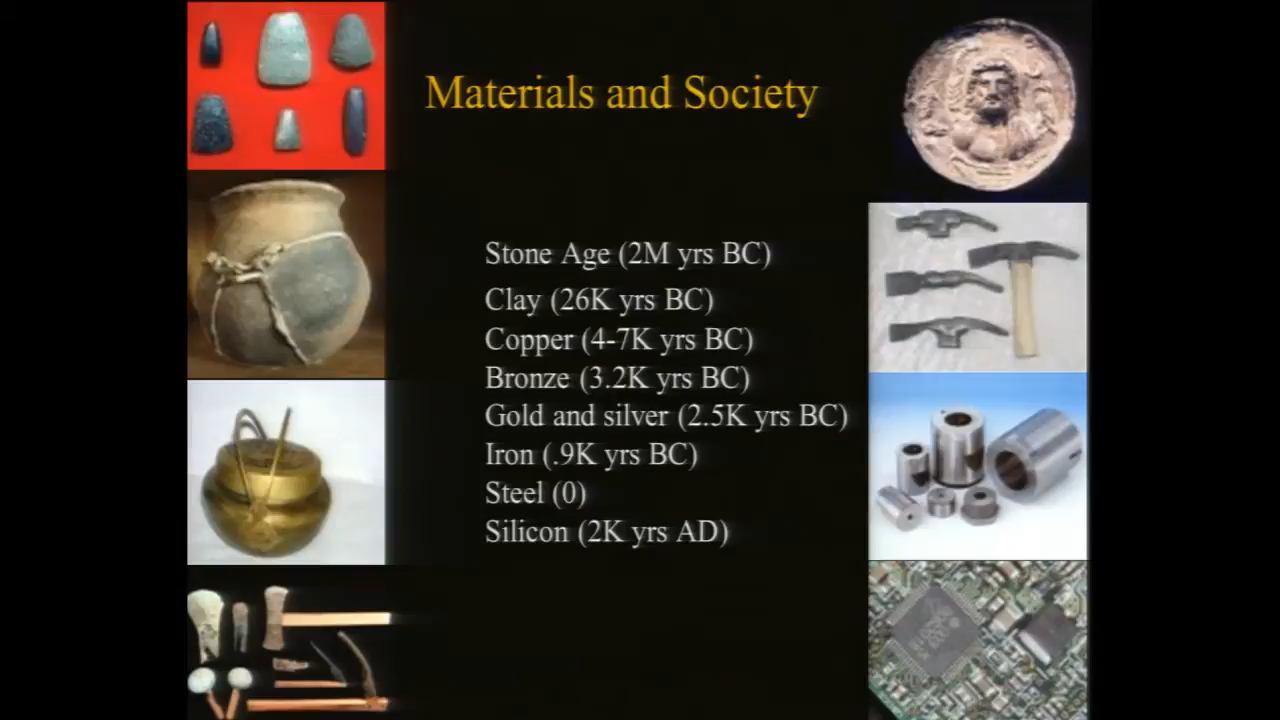 Materials and Society
Stone Age (2M yrs BC)
Clay (26K yrs BC)
Copper (4-7K yrs BC)
Bronze (3.2K yrs BC)
Gold and silver (2.5K yrs BC)
Iron (.9K yrs BC)
Steel (0)
Silicon (2K yrs AD)